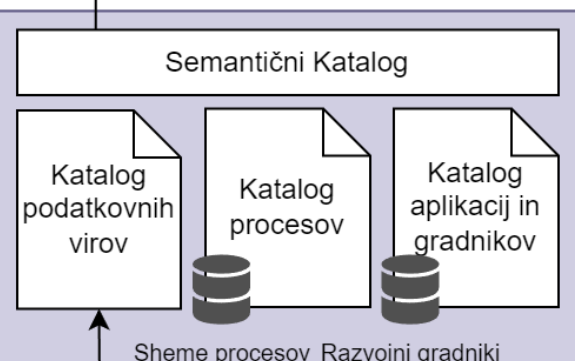 Semantični Katalog
Katalog
podatkovnih
virov
Katalog
procesov
Katalog
aplikacij in
gradnikov
Sheme procesov Razvojni gradniki